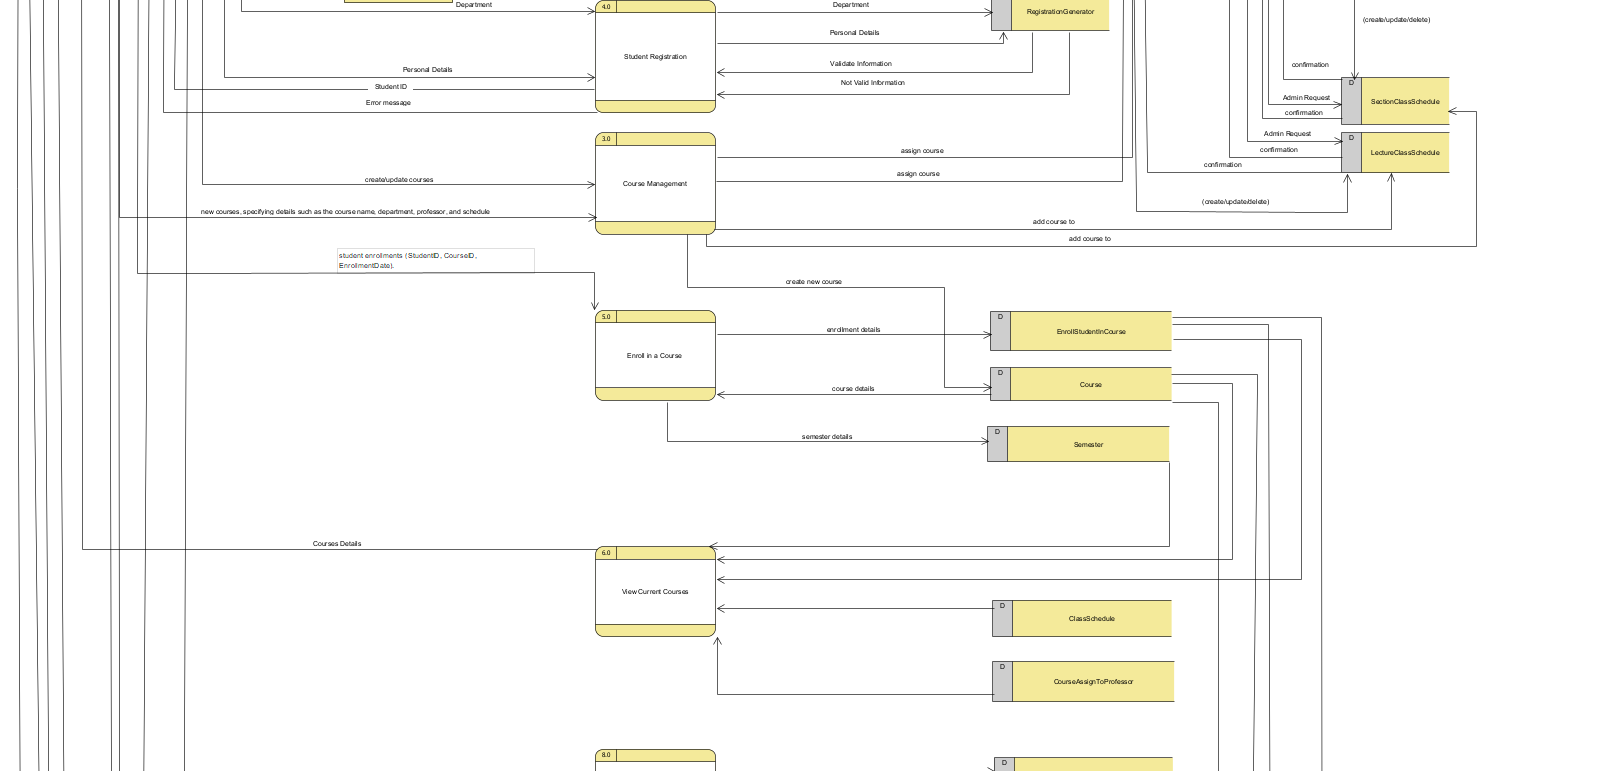 Department
4.0
Department
RegistrationGenerator
(create/update/delete)
Personal Details
Student Registration
Validate Information
confirmation
Personal Details
Not Valid Information
D
Student ID
Admin Request
SectionClassSchedule
Error message
confirmation
3.0
Admin Request
D
assign course
confirmation
LectureClassSchedule
confirmation
create/update courses
Course Management
assign course
(create/update/delete)
new courses, specifying details such as the course name, department, professor, and schedule
add course to
add course to
student enrollments (StudentID, CourseID,
EnrollmentDate).
create new course
5.0
D
enrollment details
EnrollStudentInCourse
Enroll in a Course
D
course details
Course
D
semester details
Semester
Courses Details
6.0
View Current Courses
D
ClassSchedule
D
CourseAssignToProfessor
8.0
D